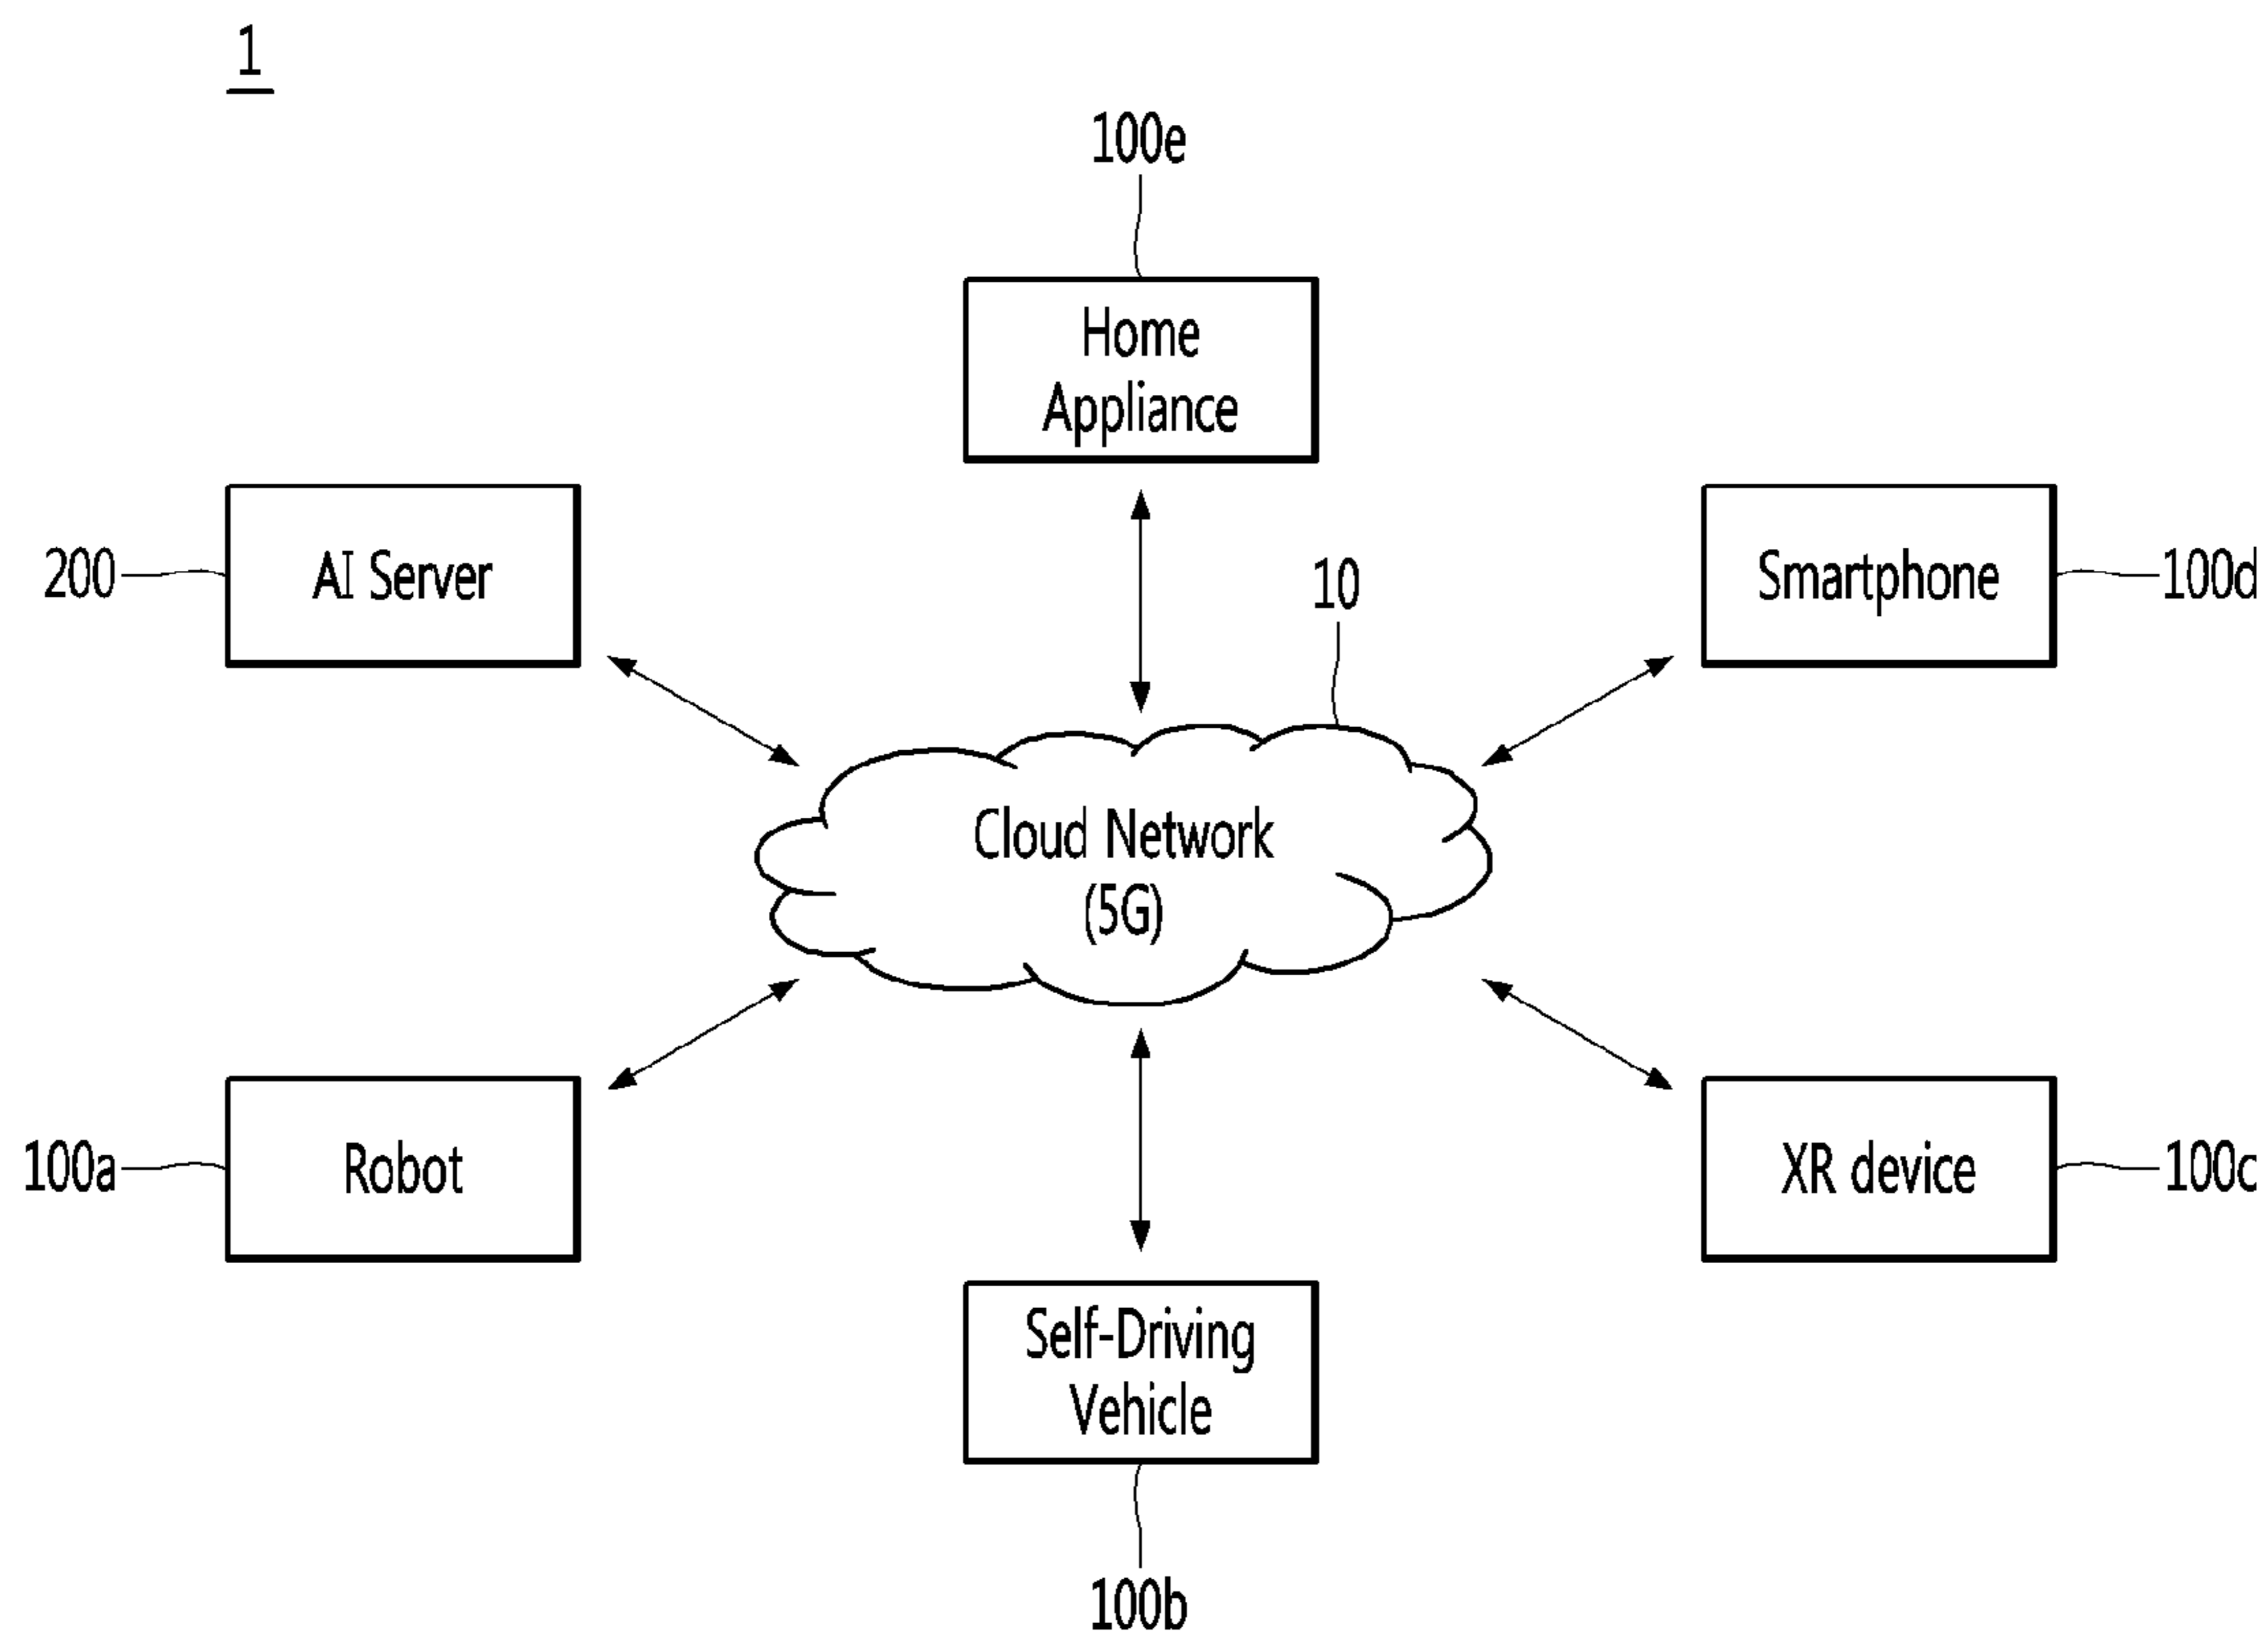 1
100e
Home
Appliance
200
AI Server
10
Smartphone
100d
Cloud Network
(5G)
100a
Robot
XR device
100c
Self-Driving
Vehicle
100b